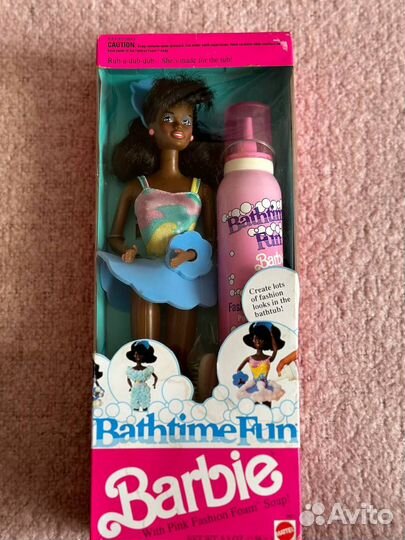 CAUTION
Rub-a-dub-dub... She's made for the tub!
Bathtime
Fun
Barbie
Create lots
of fashion
looks in the
bathtub!
BathtimeFun
Barbie
With Pink Fashion Foam Soap!
MATTEL
Avito